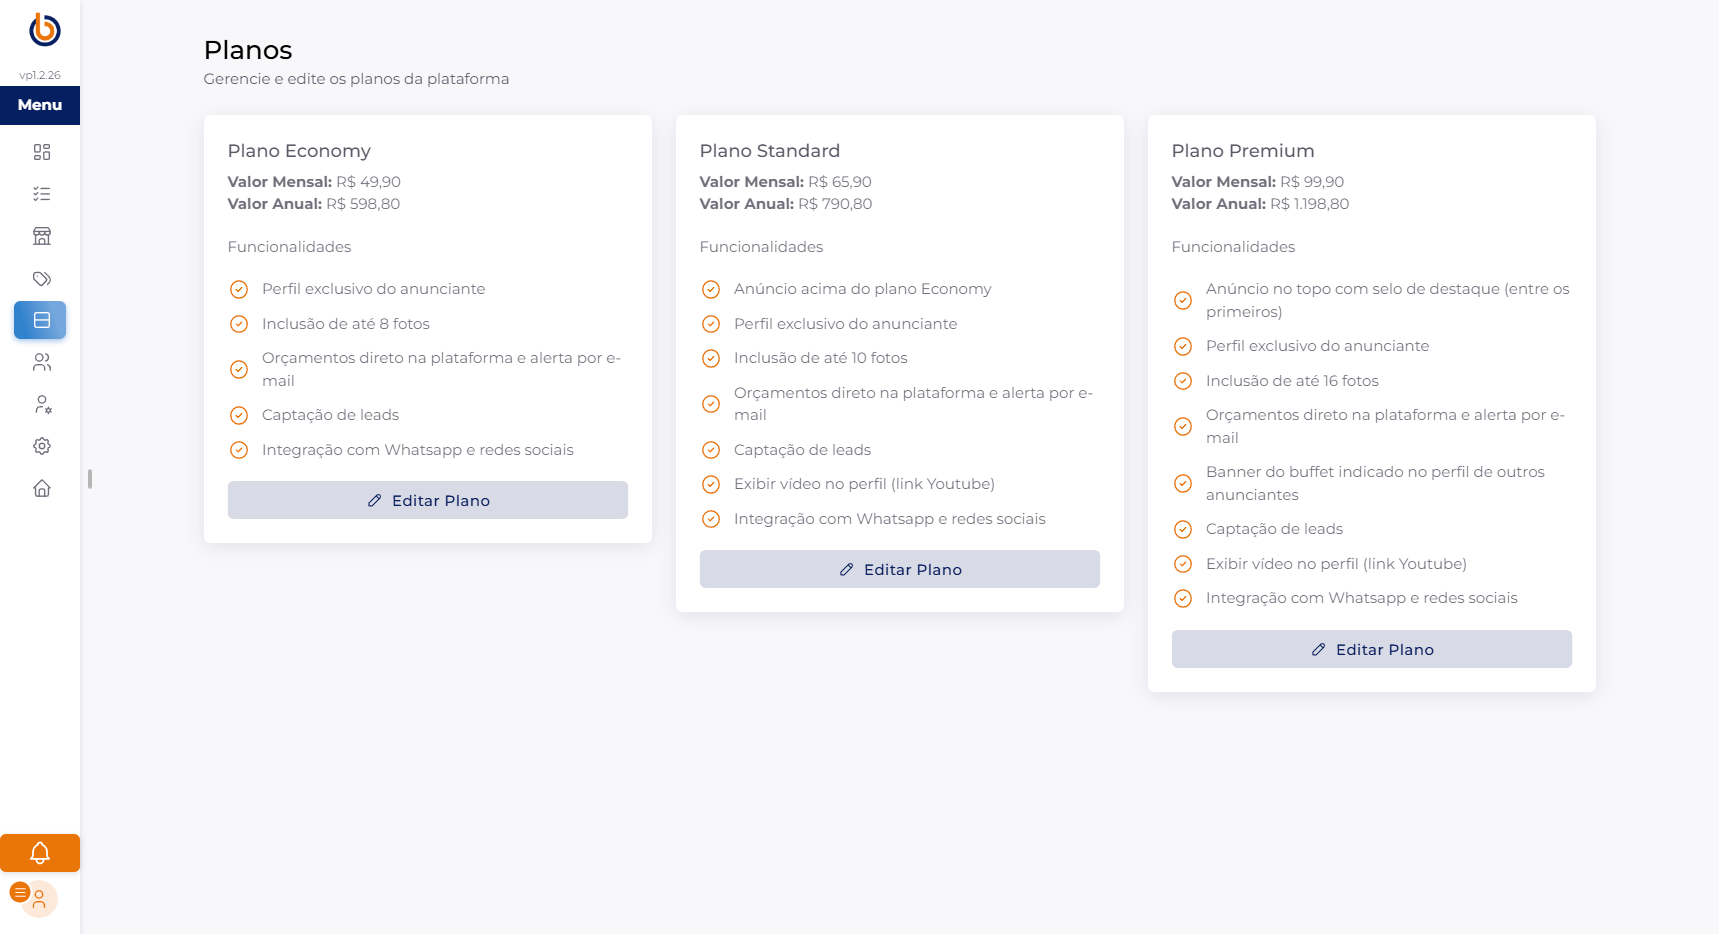 vp1.2.26
Menu
Planos
Gerencie e edite os planos da plataforma
Plano Economy
Valor Mensal: R$ 49,90
Valor Anual: R$ 598,80
Funcionalidades
Perfil exclusivo do anunciante
Inclusão de até 8 fotos
Orçamentos direto na plataforma e alerta por e-
mail
Captação de leads
Integração com Whatsapp e redes sociais
Editar Plano
Plano Standard
Valor Mensal: R$ 65,90
Valor Anual: R$ 790,80
Funcionalidades
Anúncio acima do plano Economy
Perfil exclusivo do anunciante
Inclusão de até 10 fotos
Orçamentos direto na plataforma e alerta por e-
mail
Captação de leads
Exibir vídeo no perfil (link Youtube)
Integração com Whatsapp e redes sociais
Editar Plano
Plano Premium
Valor Mensal: R$ 99,90
Valor Anual: R$ 1.198,80
Funcionalidades
Anúncio no topo com selo de destaque (entre os
primeiros)
Perfil exclusivo do anunciante
Inclusão de até 16 fotos
Orçamentos direto na plataforma e alerta por e-
mail
Banner do buffet indicado no perfil de outros
anunciantes
Captação de leads
Exibir vídeo no perfil (link Youtube)
Integração com Whatsapp e redes sociais
Editar Plano